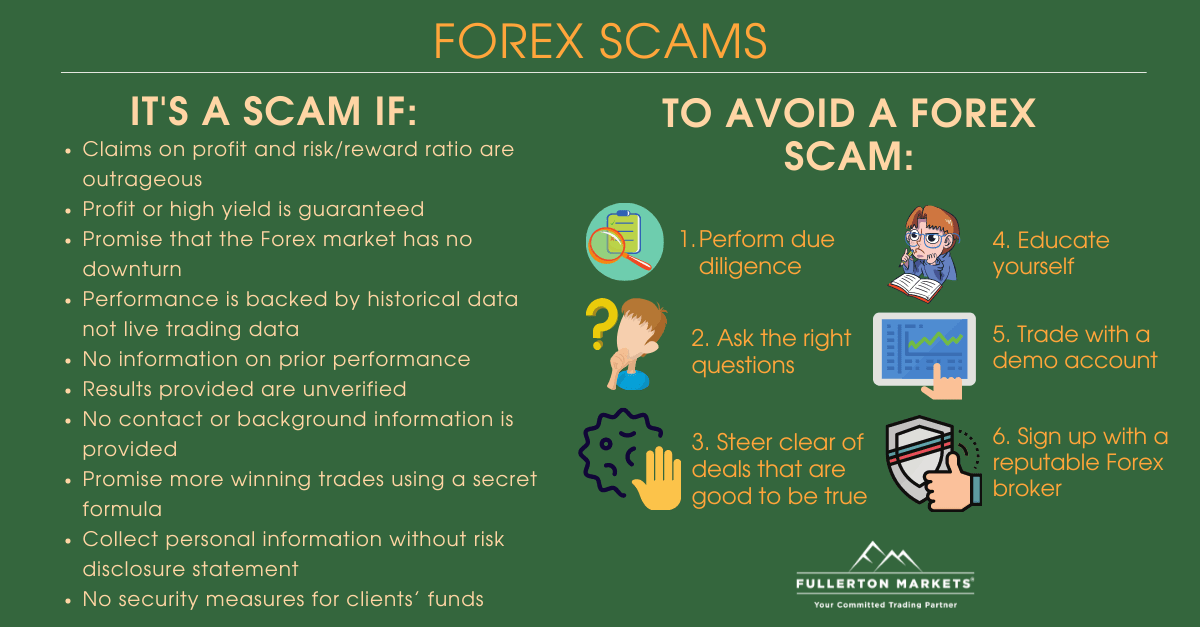 FOREX SCAMS
IT'S A SCAM IF:
• Claims on profit and risk/reward ratio are
outrageous
• Profit or high yield is guaranteed
• Promise that the Forex market has no
downturn
• Performance is backed by historical data
not live trading data
• No information on prior performance
• Results provided are unverified
• No contact or background information is
provided
• Promise more winning trades using a secret
formula
• Collect personal information without risk
disclosure statement
• No security measures for clients’ funds
TO AVOID A FOREX
SCAM:
1. Perform due
diligence
2. Ask the right
questions
3. Steer clear of
deals that are
good to be true
4. Educate
yourself
5. Trade with a
demo account
6. Sign up with a
reputable Forex
broker
FULLERTON MARKETS®
Your Committed Trading Partner